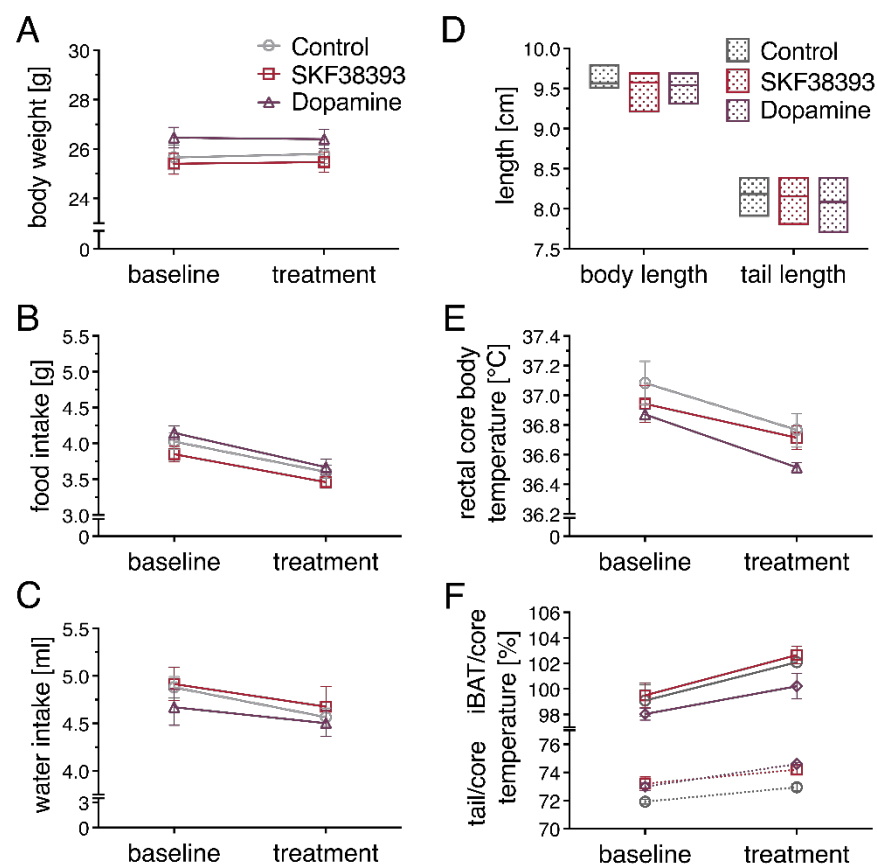 A
body weight [g]
30
28
26
24
0
Control
SKF38393
Dopamine
baseline
treatment
D
length [cm]
10.0
9.5
9.0
8.5
8.0
7.5
Control
SKF38393
Dopamine
body length
tail length
B
food intake [g]
5.5
5.0
4.5
4.0
3.5
3.0
0
baseline
treatment
E
rectal core body
temperature [°C]
37.4
37.2
37.0
36.8
36.6
36.4
36.2
0
baseline
treatment
C
water intake [ml]
5.5
5.0
4.5
4.0
3
0
baseline
treatment
F
tail/core iBAT/core
temperature [%]
106
104
102
100
98
76
74
72
70
baseline
treatment